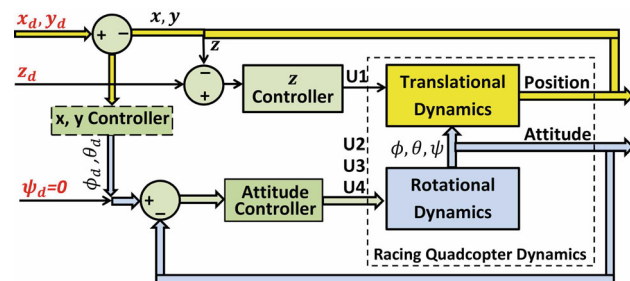 x_d, y_d
+
−
x, y
z
z_d
−
+
z
Controller
U1
Translational
Dynamics
Position
x, y Controller
ϕ_d, θ_d
U2
U3
U4
ϕ, θ, ψ
Attitude
ψ_d=0
+
−
Attitude
Controller
Rotational
Dynamics
Racing Quadcopter Dynamics